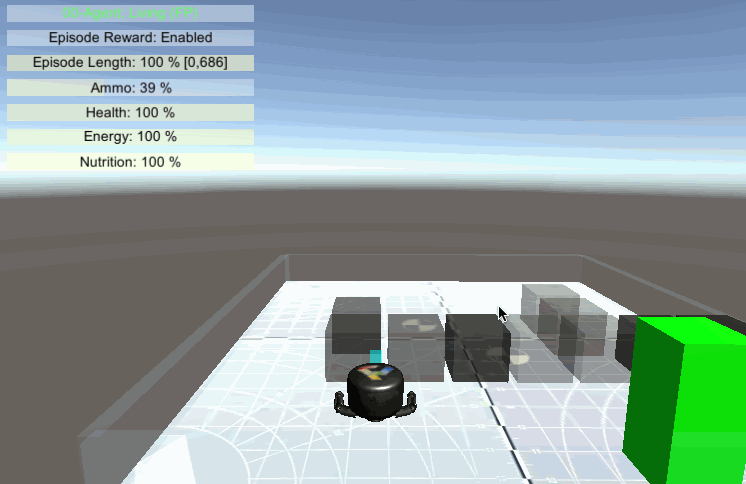 Episode Reward: Enabled
Episode Length: 100 % [0,686]
Ammo: 39 %
Health: 100 %
Energy: 100 %
Nutrition: 100 %